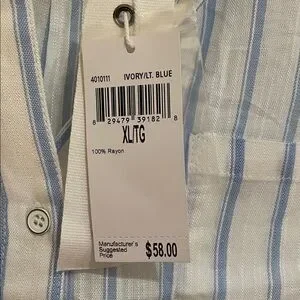 4010111 IVORY/LT. BLUE
8 29479 39182 8
XL/TG
100% Rayon
Manufacturer's
Suggested
Price
$58.00